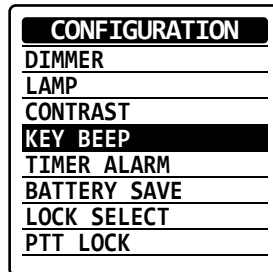 CONFIGURATION
DIMMER
LAMP
CONTRAST
KEY BEEP
TIMER ALARM
BATTERY SAVE
LOCK SELECT
PTT LOCK